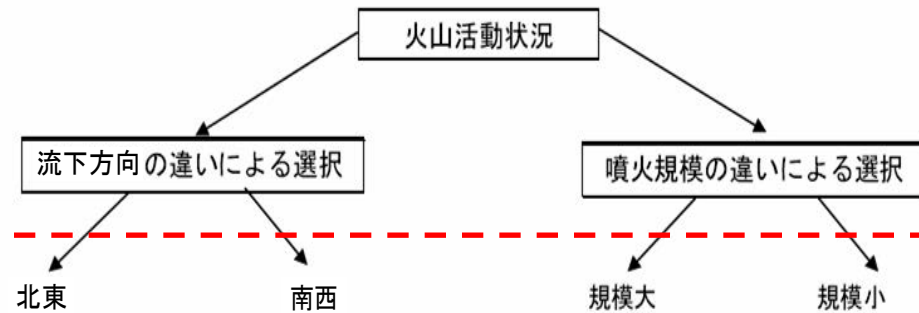 火山活動状況
流下方向の違いによる選択
噴火規模の違いによる選択
北東
南西
規模大
規模小